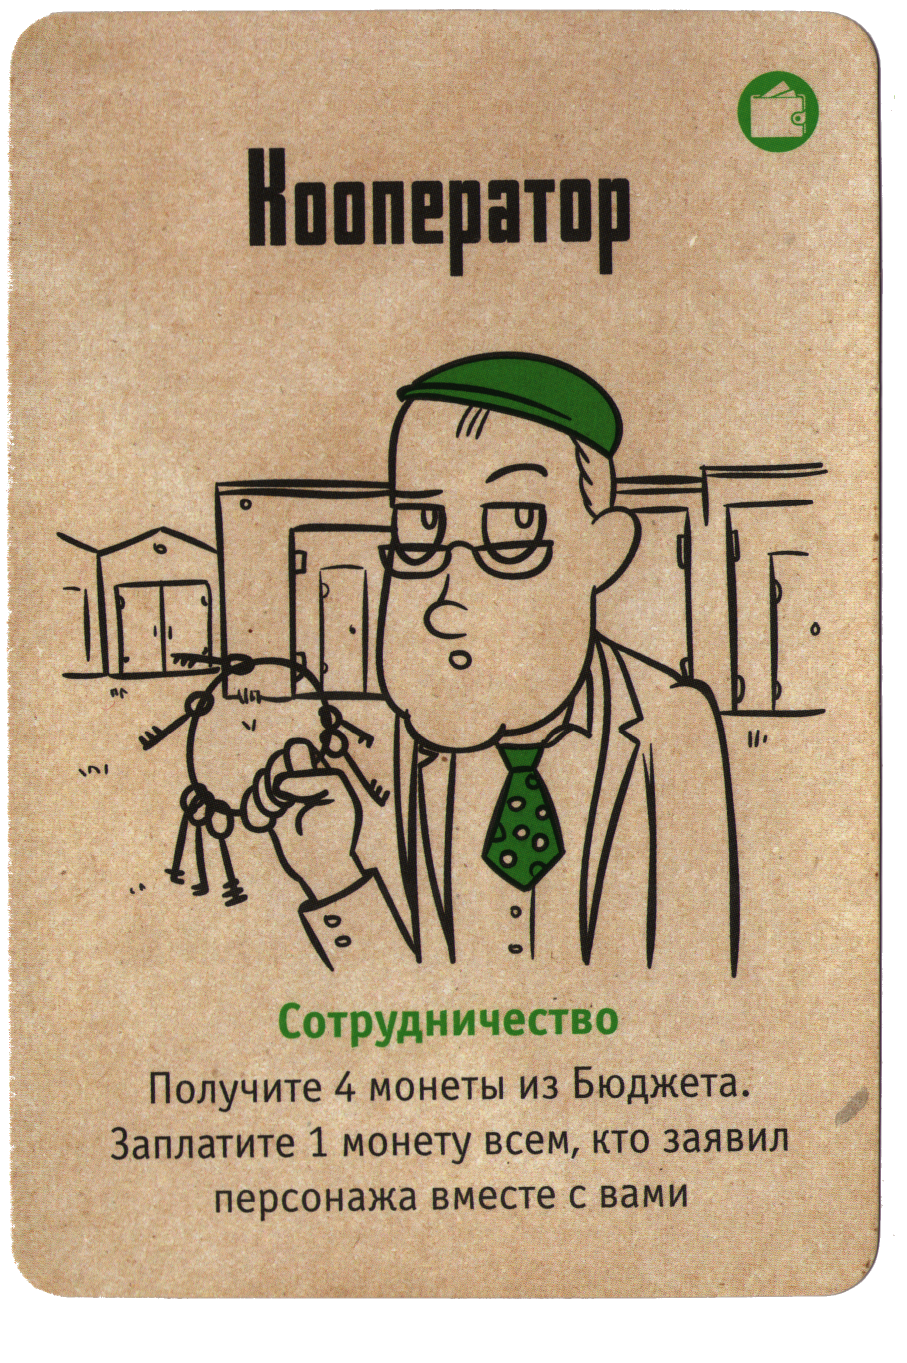 Кооператор
Сотрудничество
Получите 4 монеты из Бюджета.
Заплатите 1 монету всем, кто заявил
персонажа вместе с вами